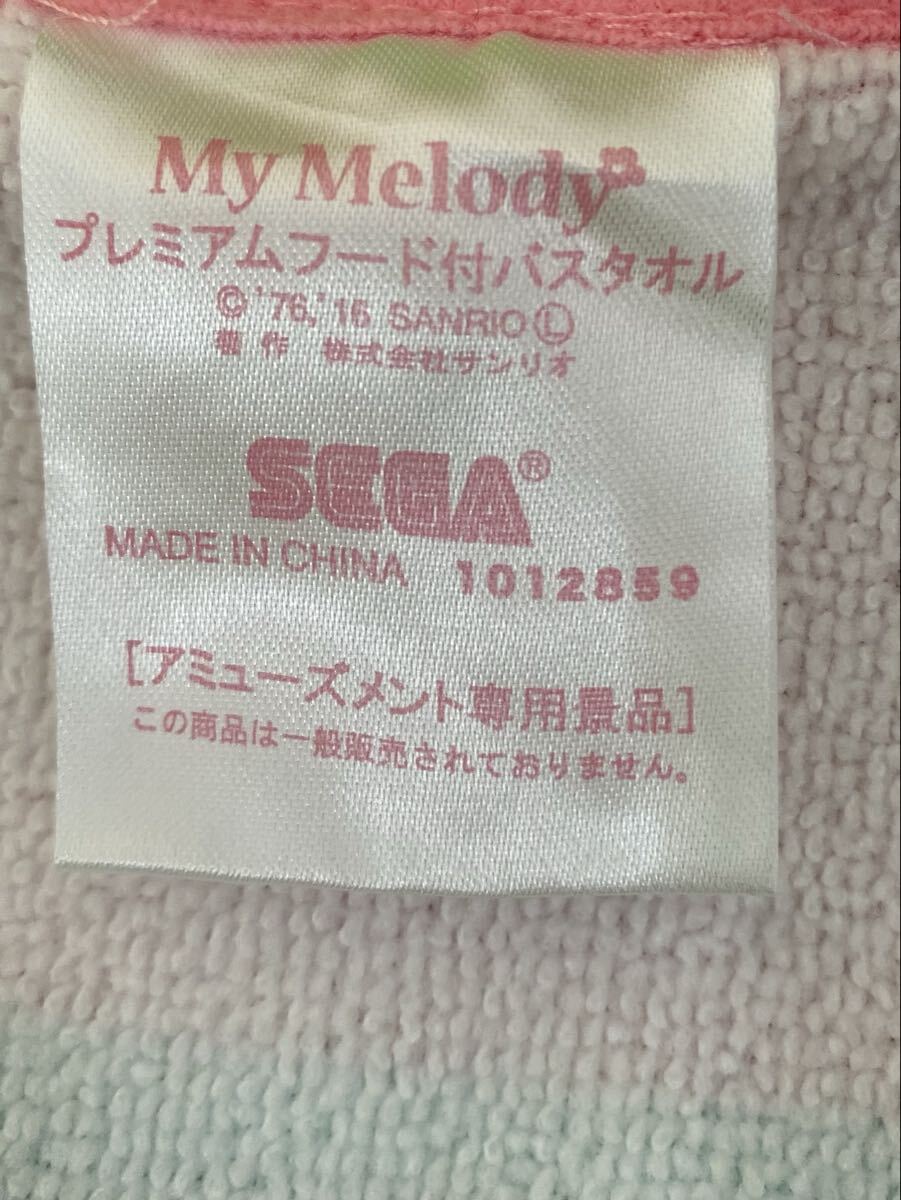 My Melody
プレミアムフード付バスタオル
© '76, '16 SANRIO Ⓛ
著作 株式会社サンリオ
SEGA®
MADE IN CHINA 1012859
[アミューズメント専用景品]
この商品は一般販売されておりません。